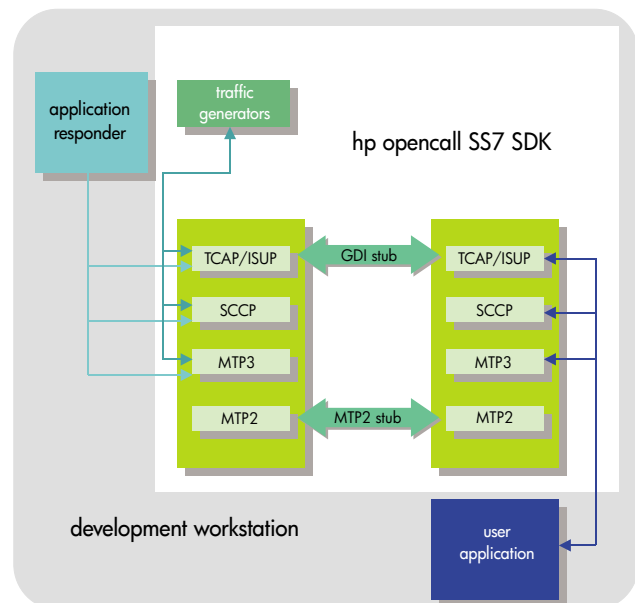 application
responder
traffic
generators
hp opencall SS7 SDK
TCAP/ISUP
SCCP
MTP3
MTP2
GDI stub
MTP2 stub
TCAP/ISUP
SCCP
MTP3
MTP2
development workstation
user
application